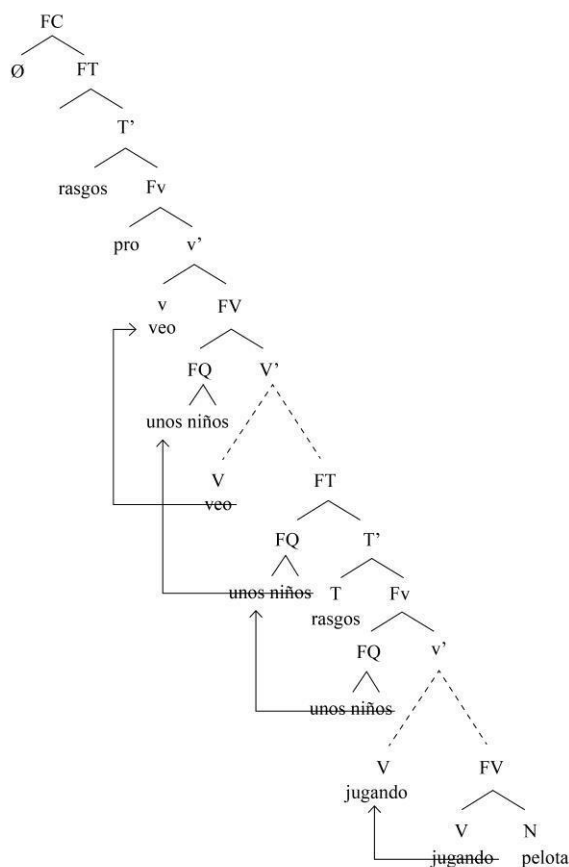 FC
Ø FT
T’
rasgos Fv
pro v’
v FV
veo
FQ V’
unos niños
V FT
veo
FQ T’
unos niños T Fv
rasgos
FQ v’
unos niños
V FV
jugando
V N
jugando pelota